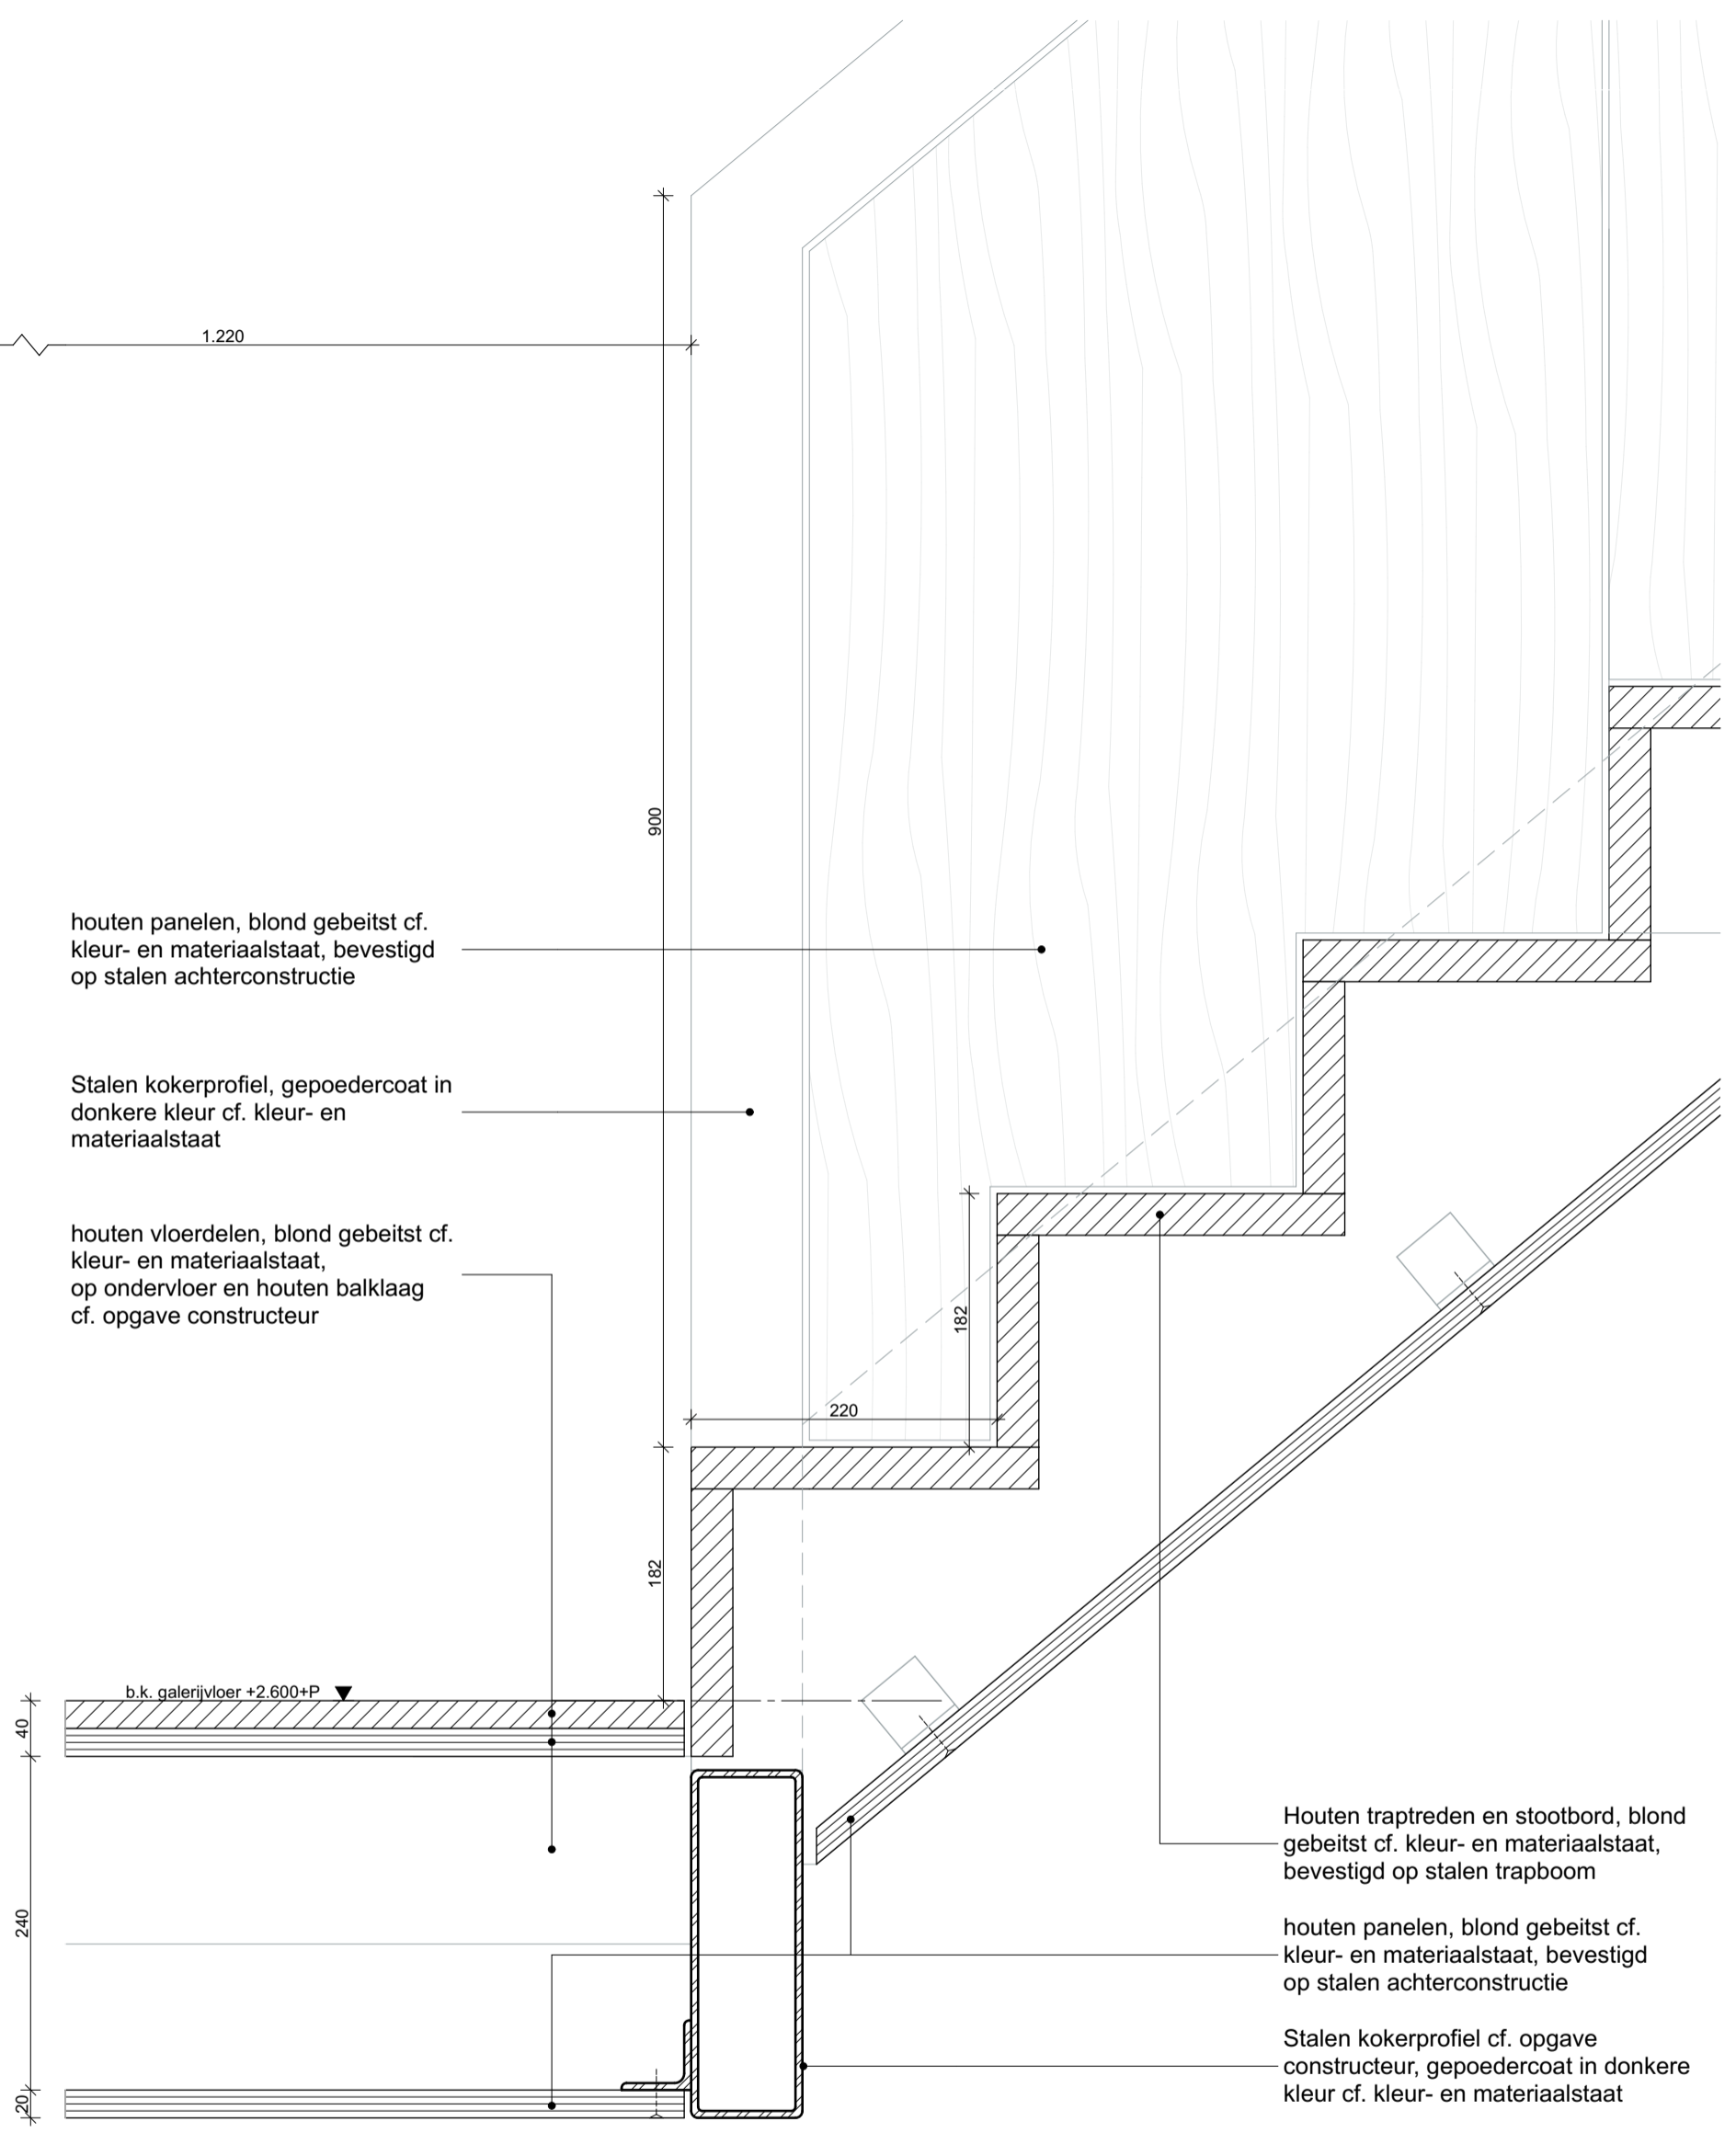 1.220
900
houten panelen, blond gebeitst cf.
kleur- en materiaalstaat, bevestigd
op stalen achterconstructie
Stalen kokerprofiel, gepoedercoat in
donkere kleur cf. kleur- en
materiaalstaat
houten vloerdelen, blond gebeitst cf.
kleur- en materiaalstaat,
op ondervloer en houten balklaag
cf. opgave constructeur
182
220
182
b.k. galerijvloer +2.600+P
40
240
20
Houten traptreden en stootbord, blond
gebeitst cf. kleur- en materiaalstaat,
bevestigd op stalen trapboom
houten panelen, blond gebeitst cf.
kleur- en materiaalstaat, bevestigd
op stalen achterconstructie
Stalen kokerprofiel cf. opgave
constructeur, gepoedercoat in donkere
kleur cf. kleur- en materiaalstaat